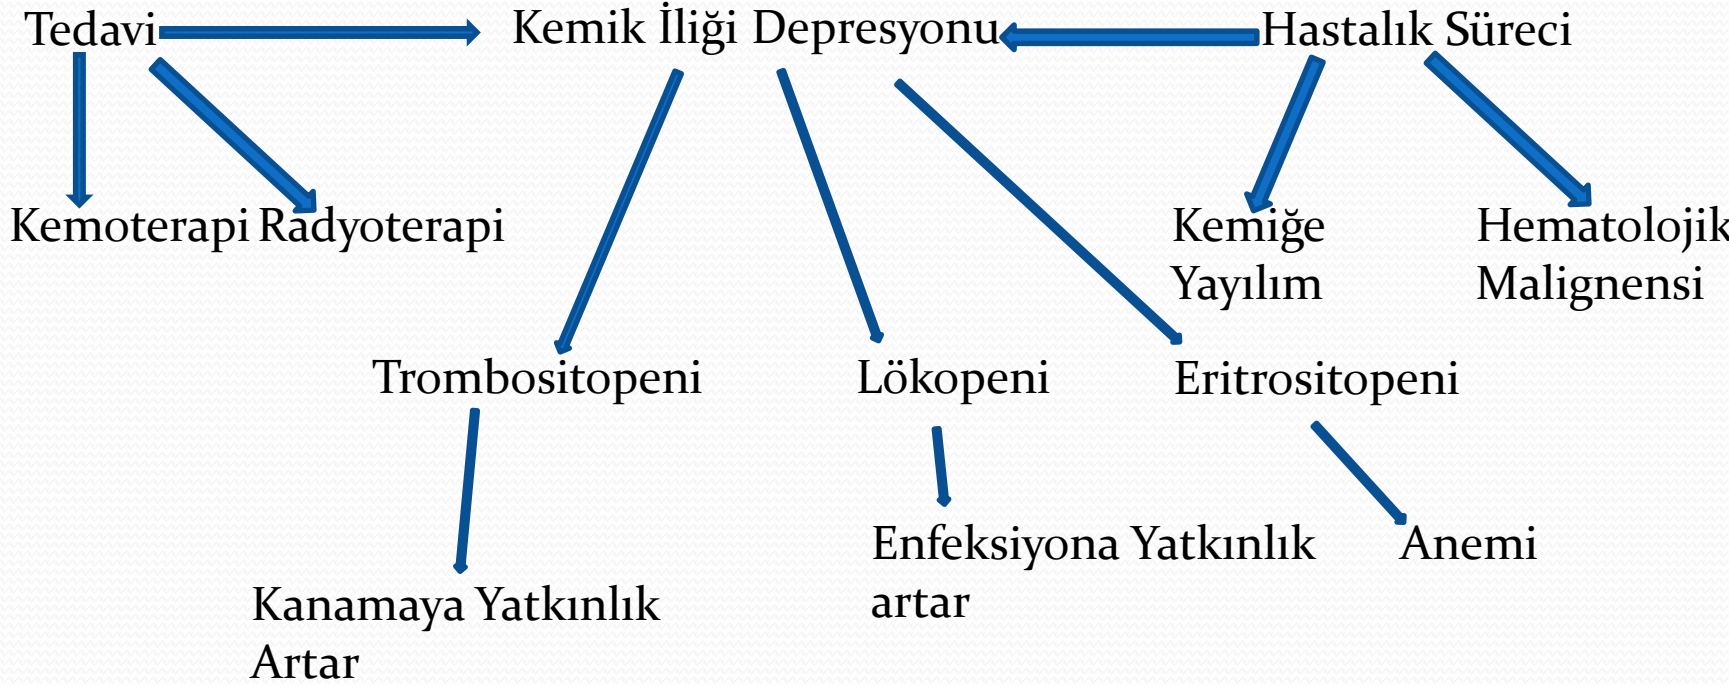 Tedavi
Kemik İliği Depresyonu
Hastalık Süreci
Kemoterapi
Radyoterapi
Kemiğe
Yayılım
Hematolojik
Malignensi
Trombositopeni
Lökopeni
Eritrositopeni
Kanamaya Yatkınlık
Artar
Enfeksiyona Yatkınlık
artar
Anemi